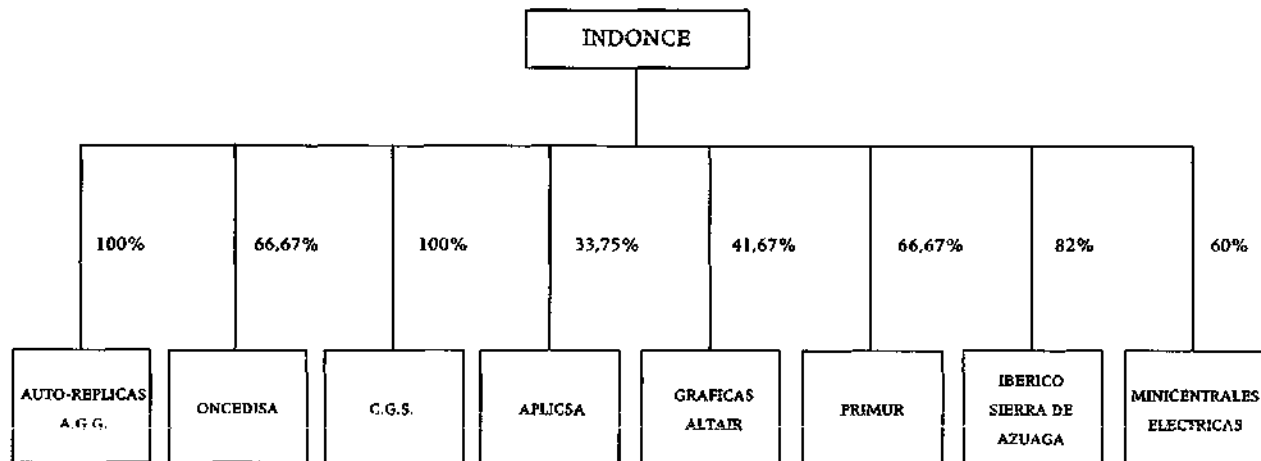 INDONCE
100%
66,67%
100%
33,75%
41,67%
66,67%
82%
60%
AUTO-REPLICAS
A.G.G.
ONCEDISA
C.G.S.
APLICSA
GRAFICAS
ALTAIR
PRIMUR
IBERICO
SIERRA DE
AZUAGA
MINICENTRALES
ELECTRICAS